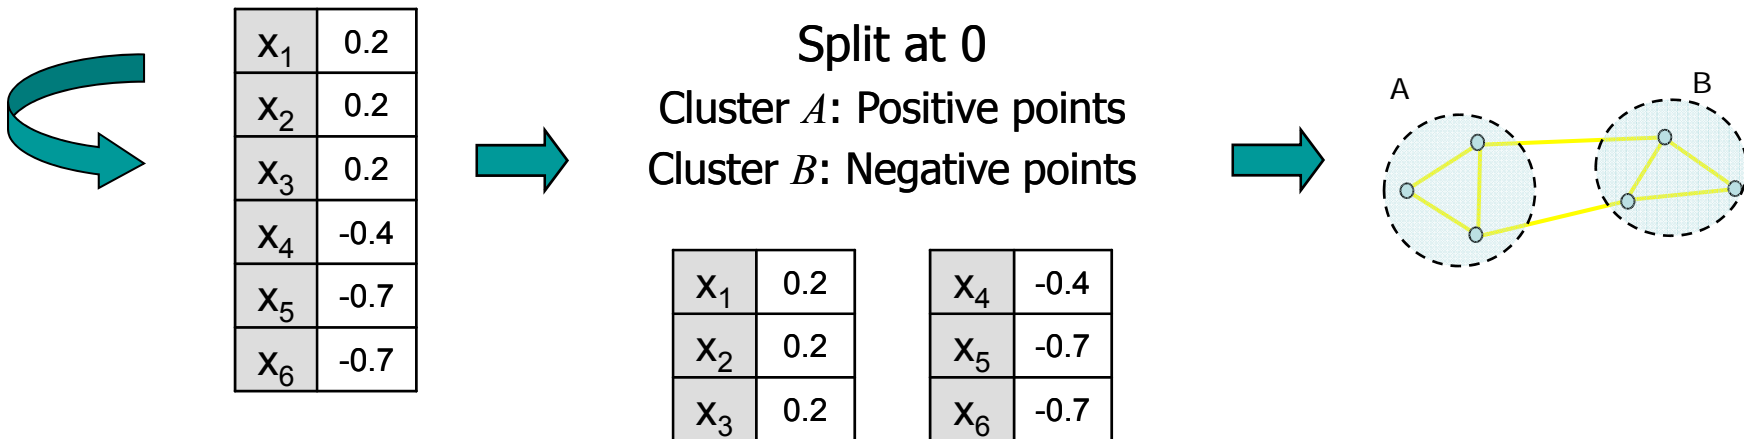 x₁ 0.2
x₂ 0.2
x₃ 0.2
x₄ -0.4
x₅ -0.7
x₆ -0.7
Split at 0
Cluster A: Positive points
Cluster B: Negative points
x₁ 0.2
x₂ 0.2
x₃ 0.2
x₄ -0.4
x₅ -0.7
x₆ -0.7
A
B